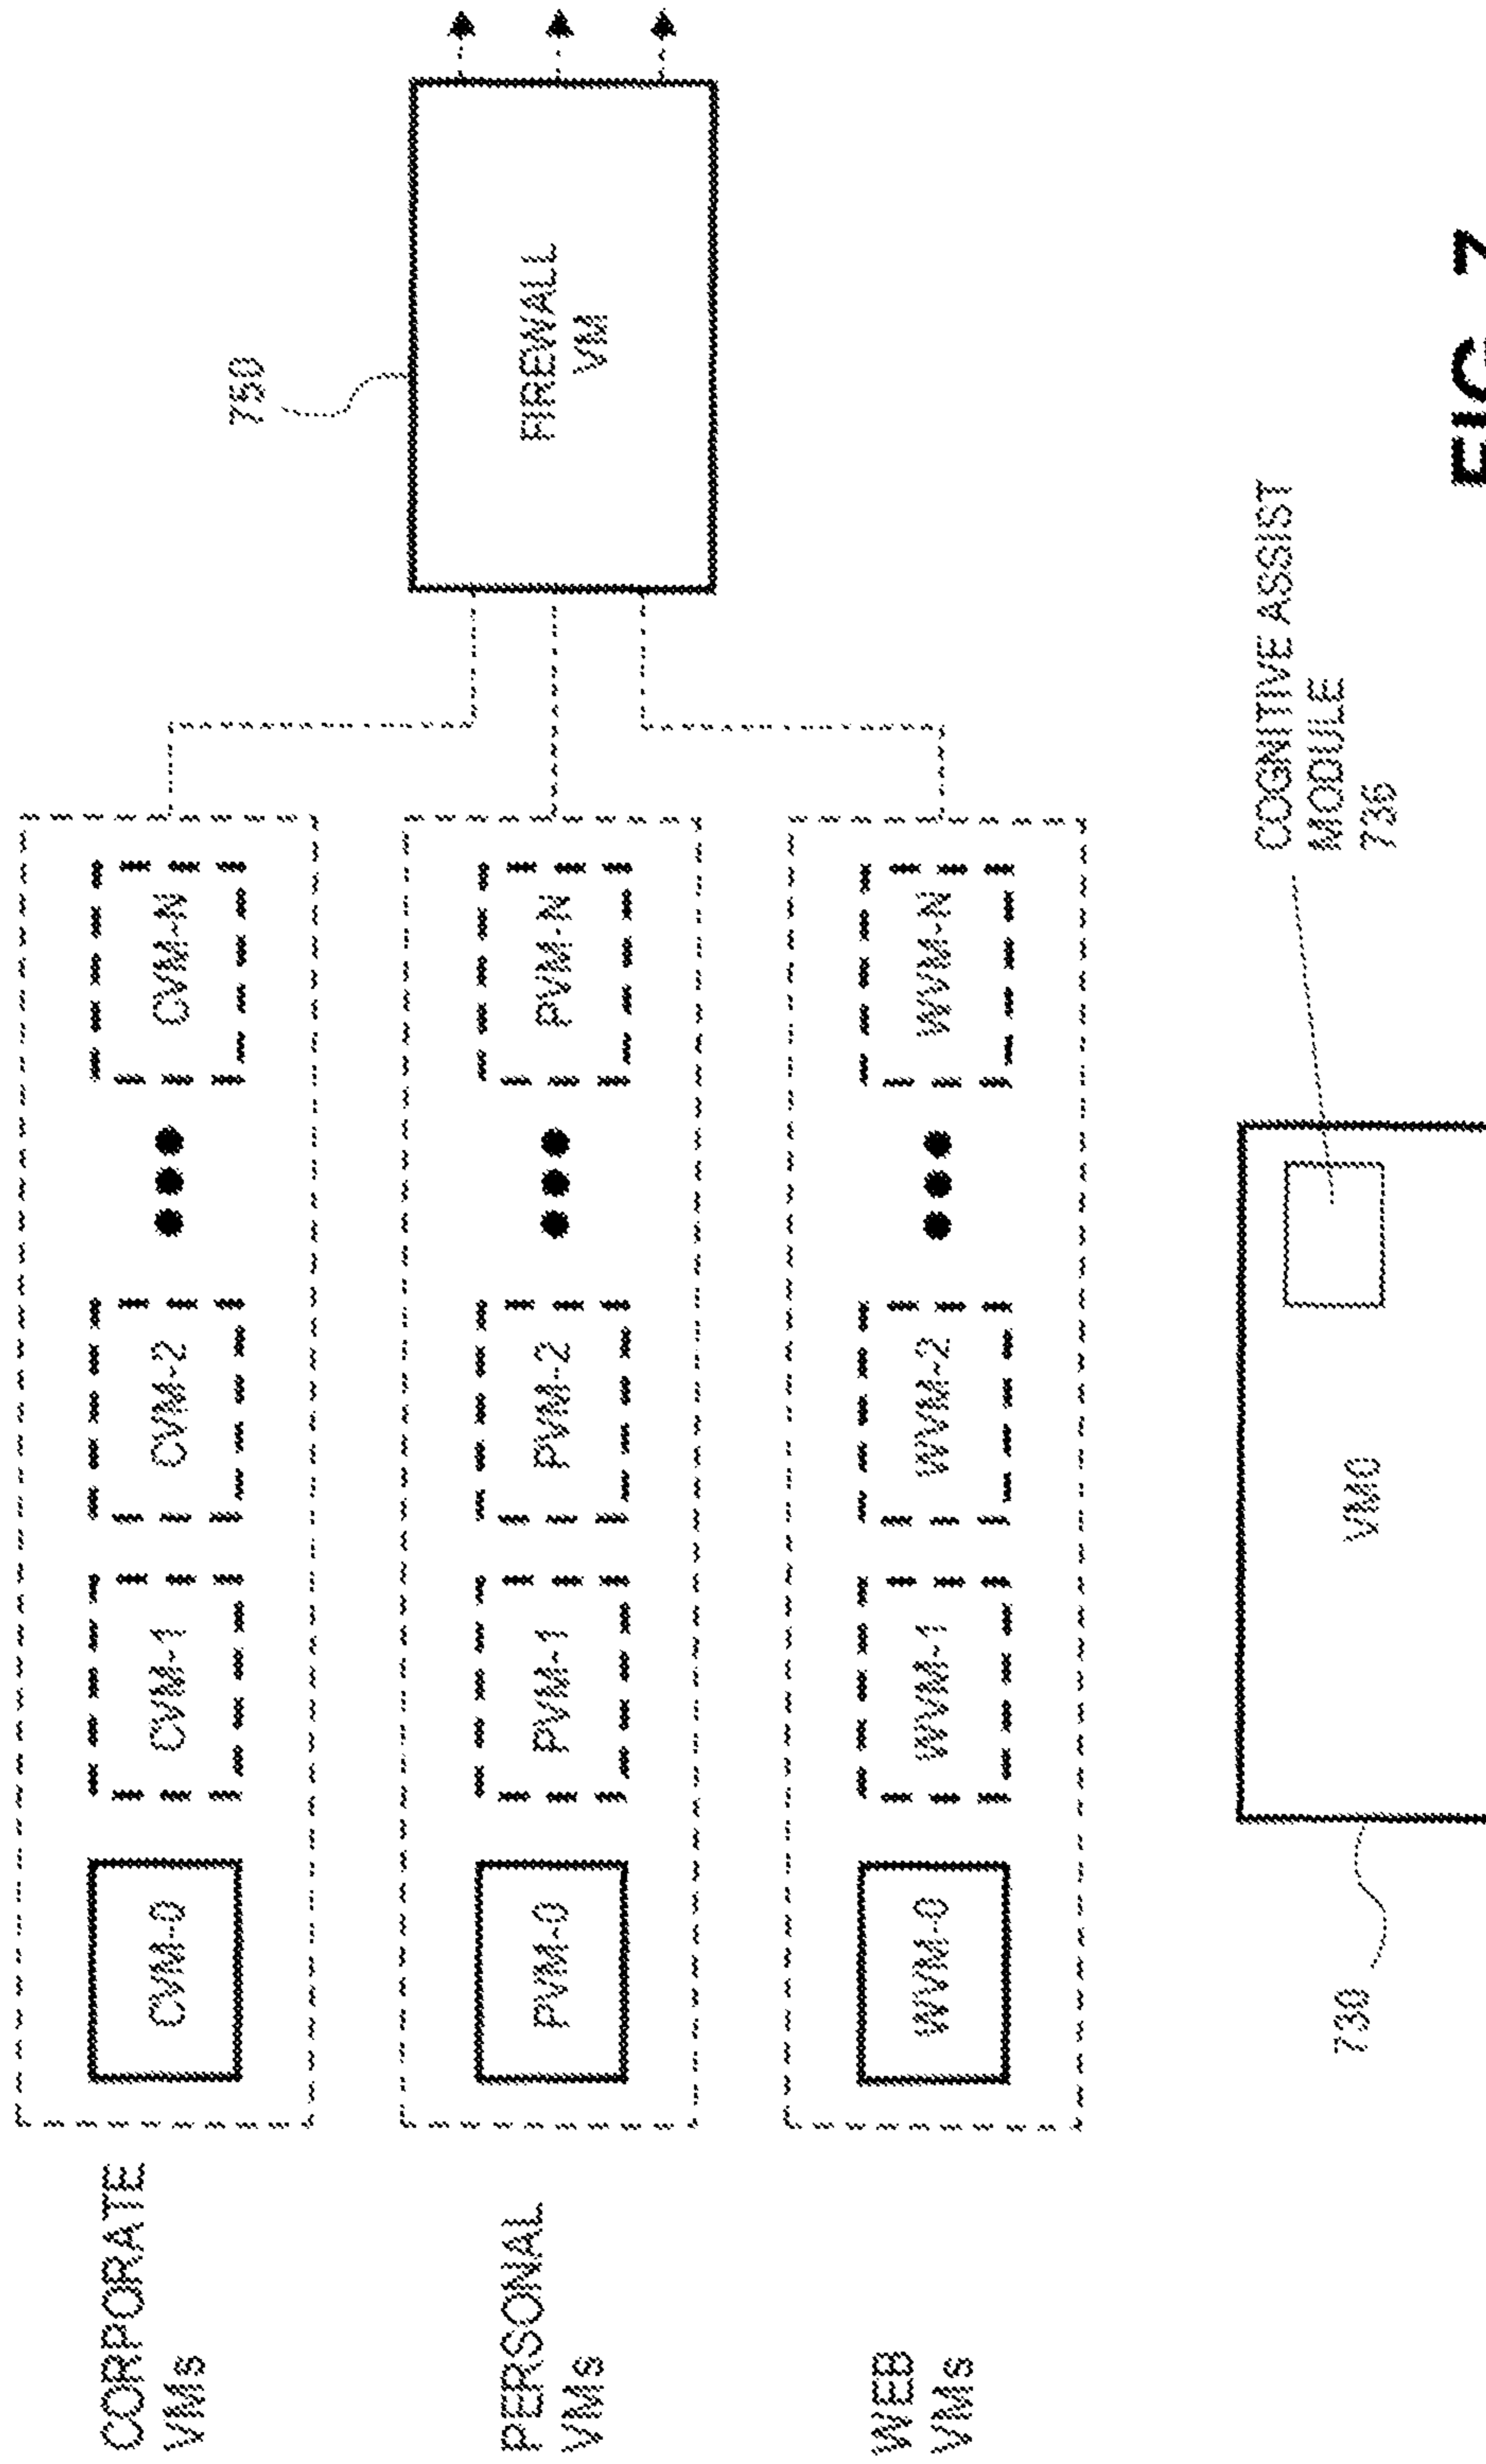 CORPORATE
VMs
CVM-0
CVM-1
CVM-2
CVM-N
PERSONAL
VMs
PVM-0
PVM-1
PVM-2
PVM-N
WEB
VMs
WVM-0
WVM-1
WVM-2
WVM-N
750
FIREWALL
VM
730
VM0
COGNITIVE ASSIST
MODULE
736
FIG. 7